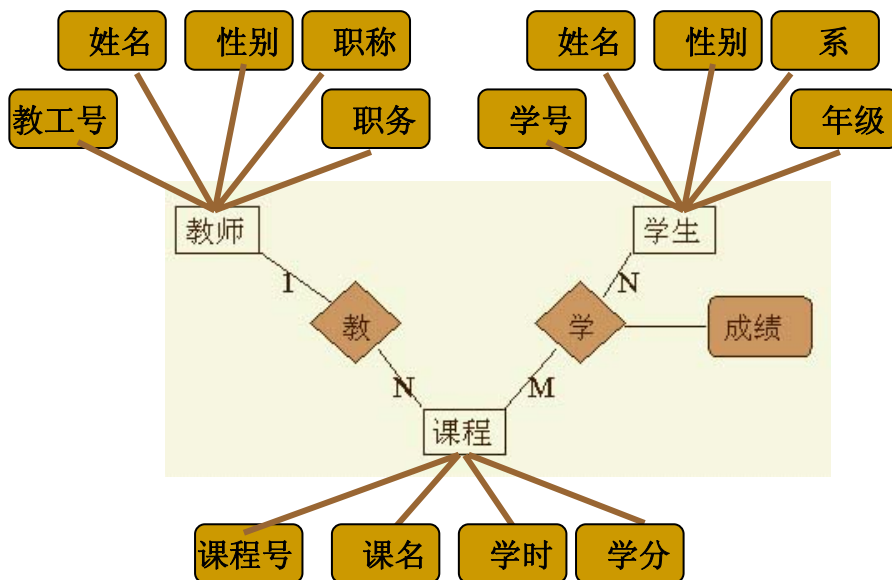 姓名 性别 职称 姓名 性别 系
教工号 职务 学号 年级
教师 学生
1 N
教 学 成绩
N M
课程
课程号 课名 学时 学分